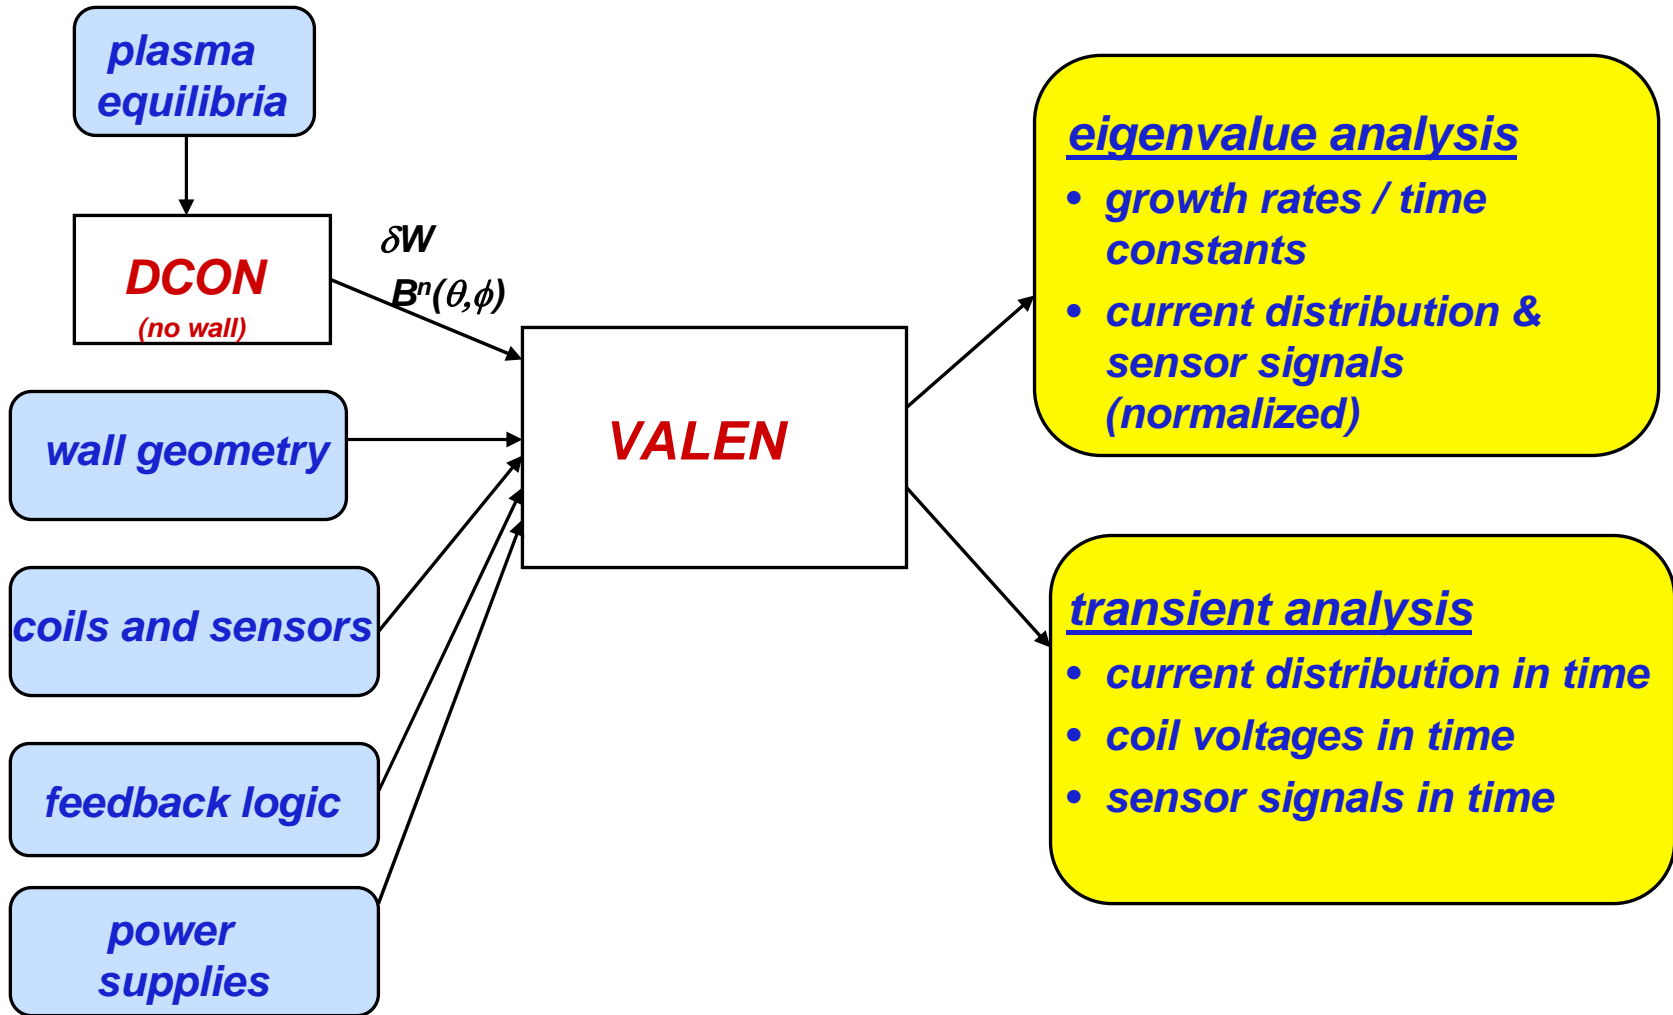 plasma
equilibria
DCON
(no wall)
δW
Bⁿ(θ,ϕ)
wall geometry
coils and sensors
feedback logic
power
supplies
VALEN
eigenvalue analysis
• growth rates / time
constants
• current distribution &
sensor signals
(normalized)
transient analysis
• current distribution in time
• coil voltages in time
• sensor signals in time